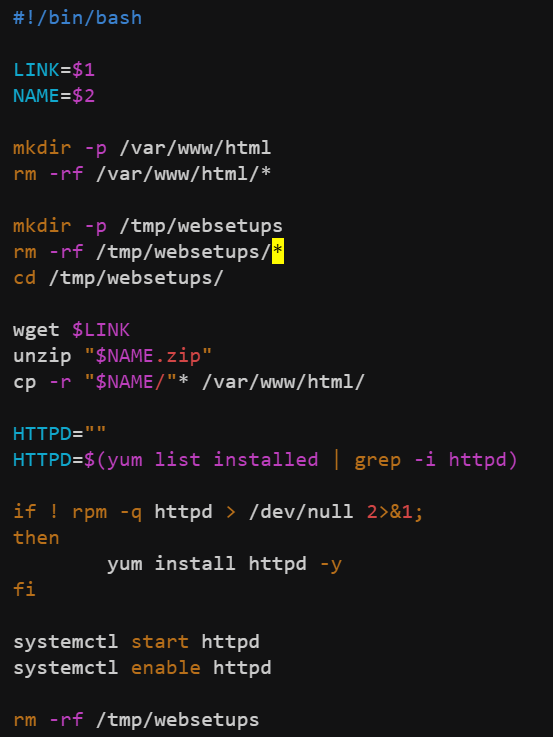 #!/bin/bash
LINK=$1
NAME=$2
mkdir -p /var/www/html
rm -rf /var/www/html/*
mkdir -p /tmp/websetups
rm -rf /tmp/websetups/*
cd /tmp/websetups/
wget $LINK
unzip "$NAME.zip"
cp -r "$NAME/"* /var/www/html/
HTTPD=""
HTTPD=$(yum list installed | grep -i httpd)
if ! rpm -q httpd > /dev/null 2>&1;
then
        yum install httpd -y
fi
systemctl start httpd
systemctl enable httpd
rm -rf /tmp/websetups